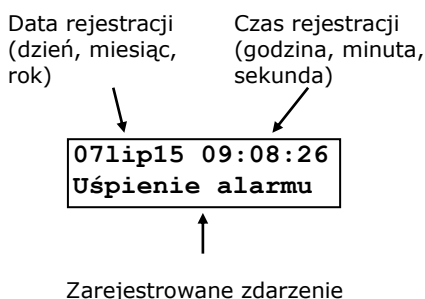 Data rejestracji
(dzień, miesiąc,
rok)
Czas rejestracji
(godzina, minuta,
sekunda)
07lip15 09:08:26
Uśpienie alarmu
Zarejestrowane zdarzenie